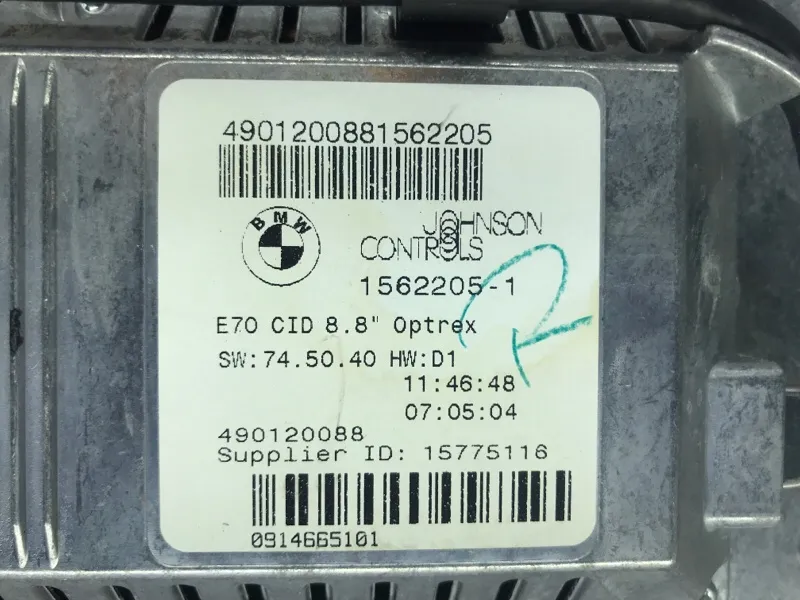 4901200881562205
BMW
JOHNSON
CONTROLS
1562205-1
E70 CID 8.8" Optrex
SW:74.50.40 HW:D1
11:46:48
07:05:04
490120088
Supplier ID: 15775116
0914665101